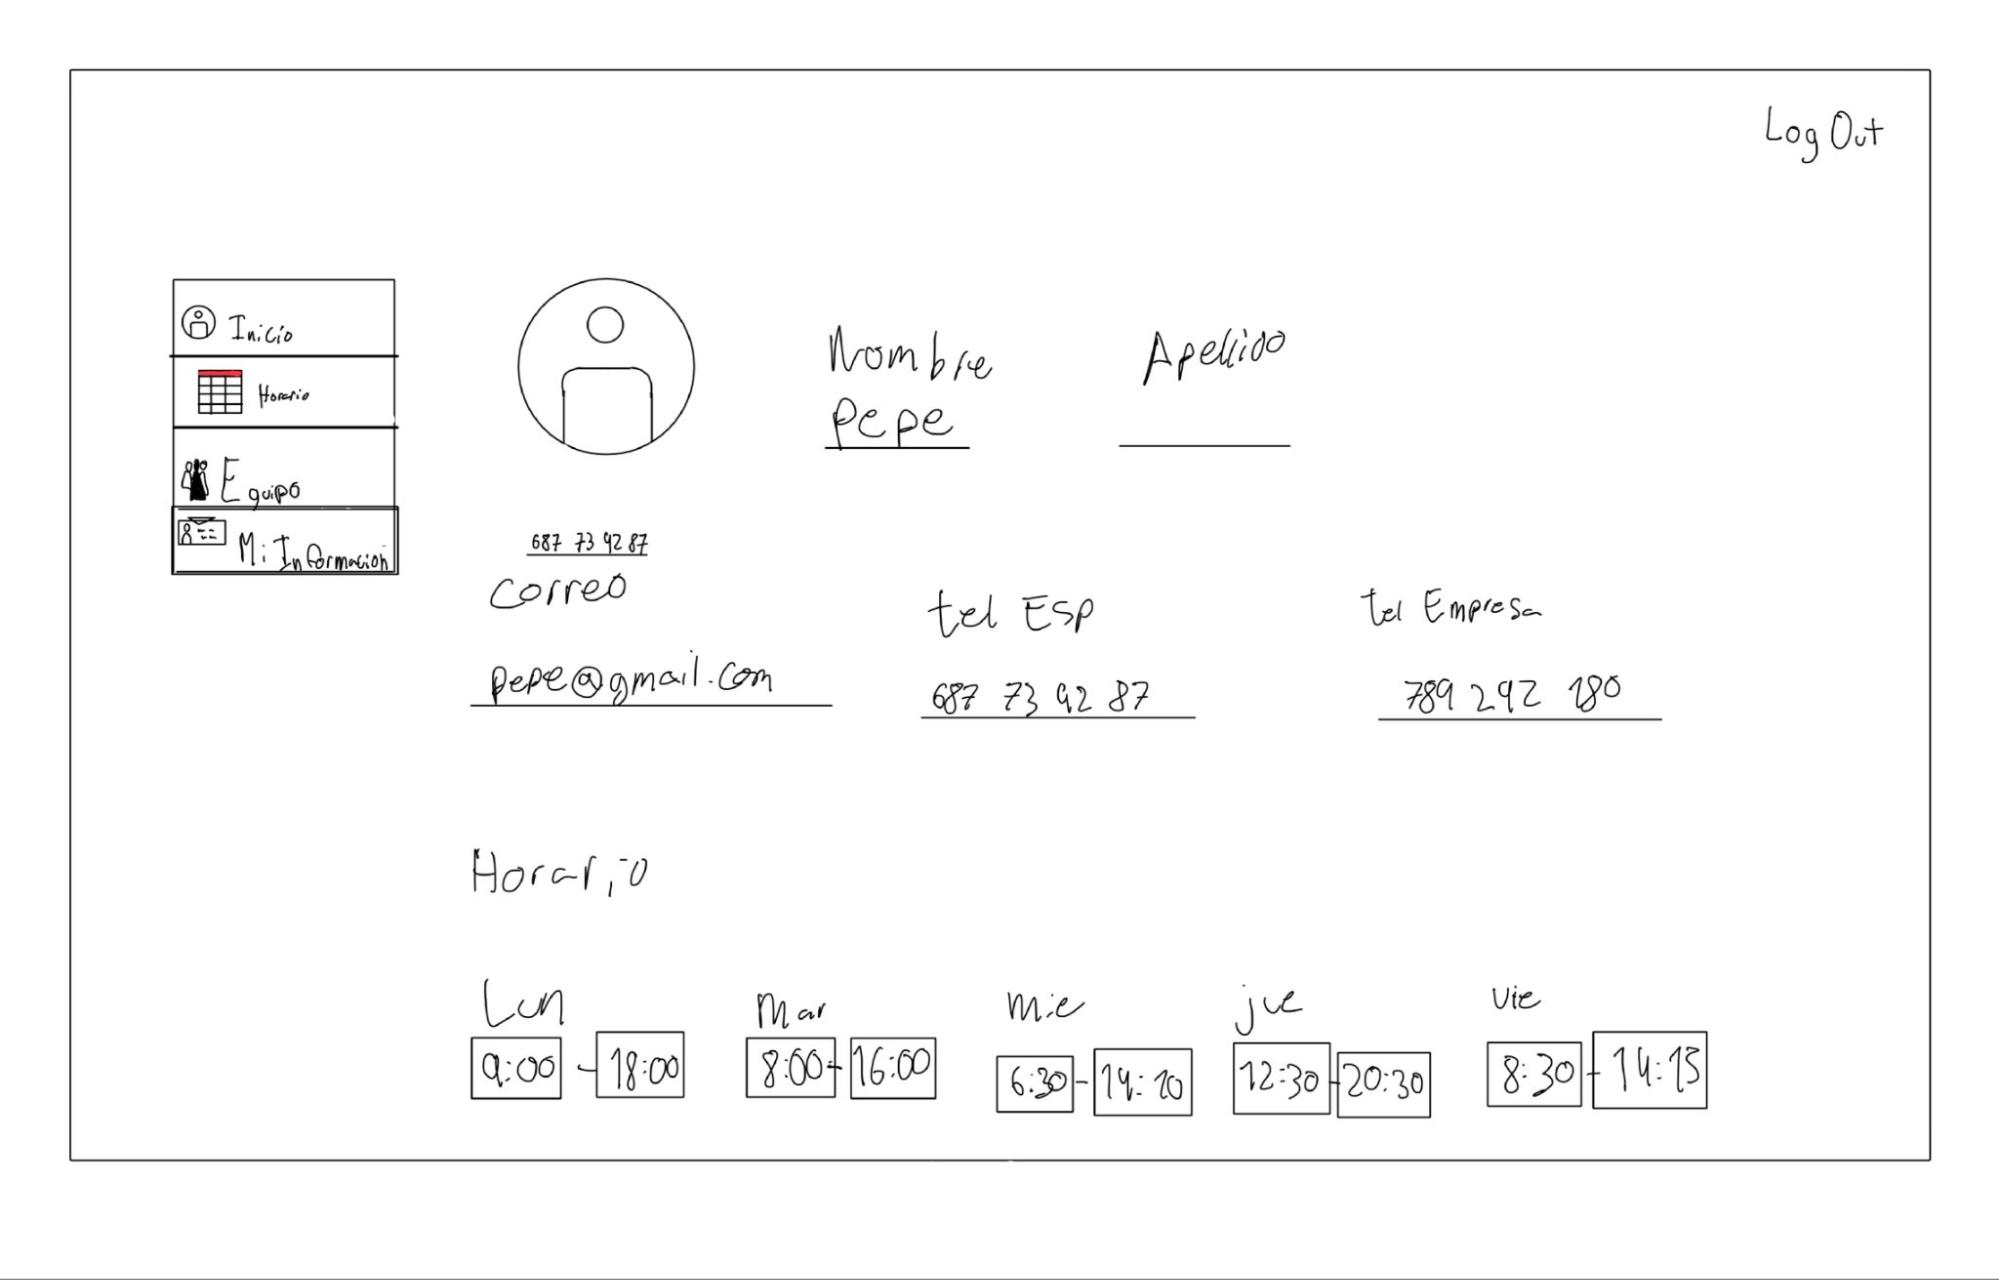 Log Out
Inicio
Horario
Equipo
Mi Informacion
Nombre
Apellido
Pepe
687 73 42 87
Correo
tel Esp
tel Empresa
pepe@gmail.com
687 73 42 87
789 292 180
Horario
Lun
Mar
Mie
jue
Vie
9:00 - 18:00
8:00 - 16:00
6:30 - 14:20
12:30 - 20:30
8:30 - 14:15